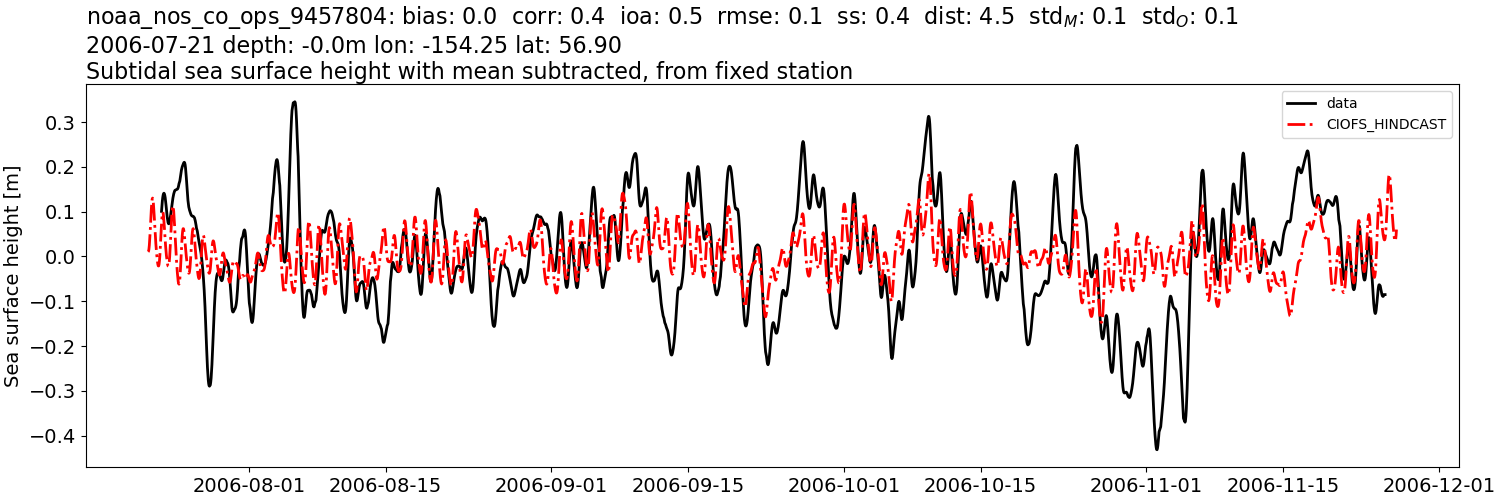 noaa_nos_co_ops_9457804: bias: 0.0  corr: 0.4  ioa: 0.5  rmse: 0.1  ss: 0.4  dist: 4.5  std_M: 0.1  std_O: 0.1
2006-07-21 depth: -0.0m lon: -154.25 lat: 56.90
Subtidal sea surface height with mean subtracted, from fixed station
data
CIOFS_HINDCAST
Sea surface height [m]
0.3
0.2
0.1
0.0
−0.1
−0.2
−0.3
−0.4
2006-08-01 2006-08-15 2006-09-01 2006-09-15 2006-10-01 2006-10-15 2006-11-01 2006-11-15 2006-12-01